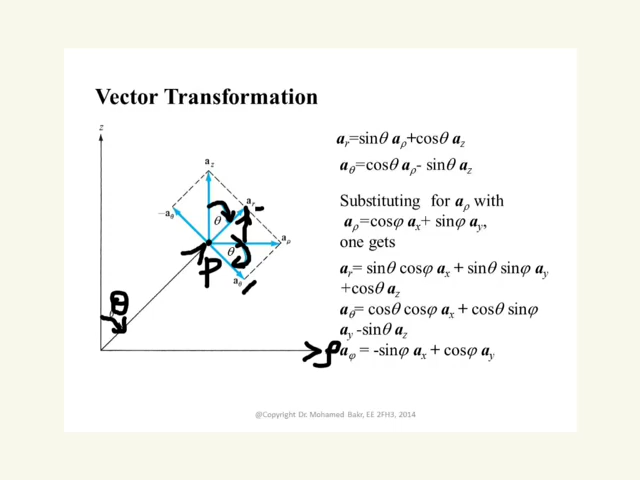 Vector Transformation
z
a_z
-a_θ
a_r
θ
a_ρ
θ
P
a_θ
θ
ρ
a_r=sinθ a_ρ+cosθ a_z
a_θ=cosθ a_ρ- sinθ a_z
Substituting for a_ρ with
a_ρ=cosφ a_x+ sinφ a_y,
one gets
a_r= sinθ cosφ a_x + sinθ sinφ a_y
+cosθ a_z
a_θ= cosθ cosφ a_x + cosθ sinφ
a_y -sinθ a_z
a_φ = -sinφ a_x + cosφ a_y
@Copyright Dr. Mohamed Bakr, EE 2FH3, 2014